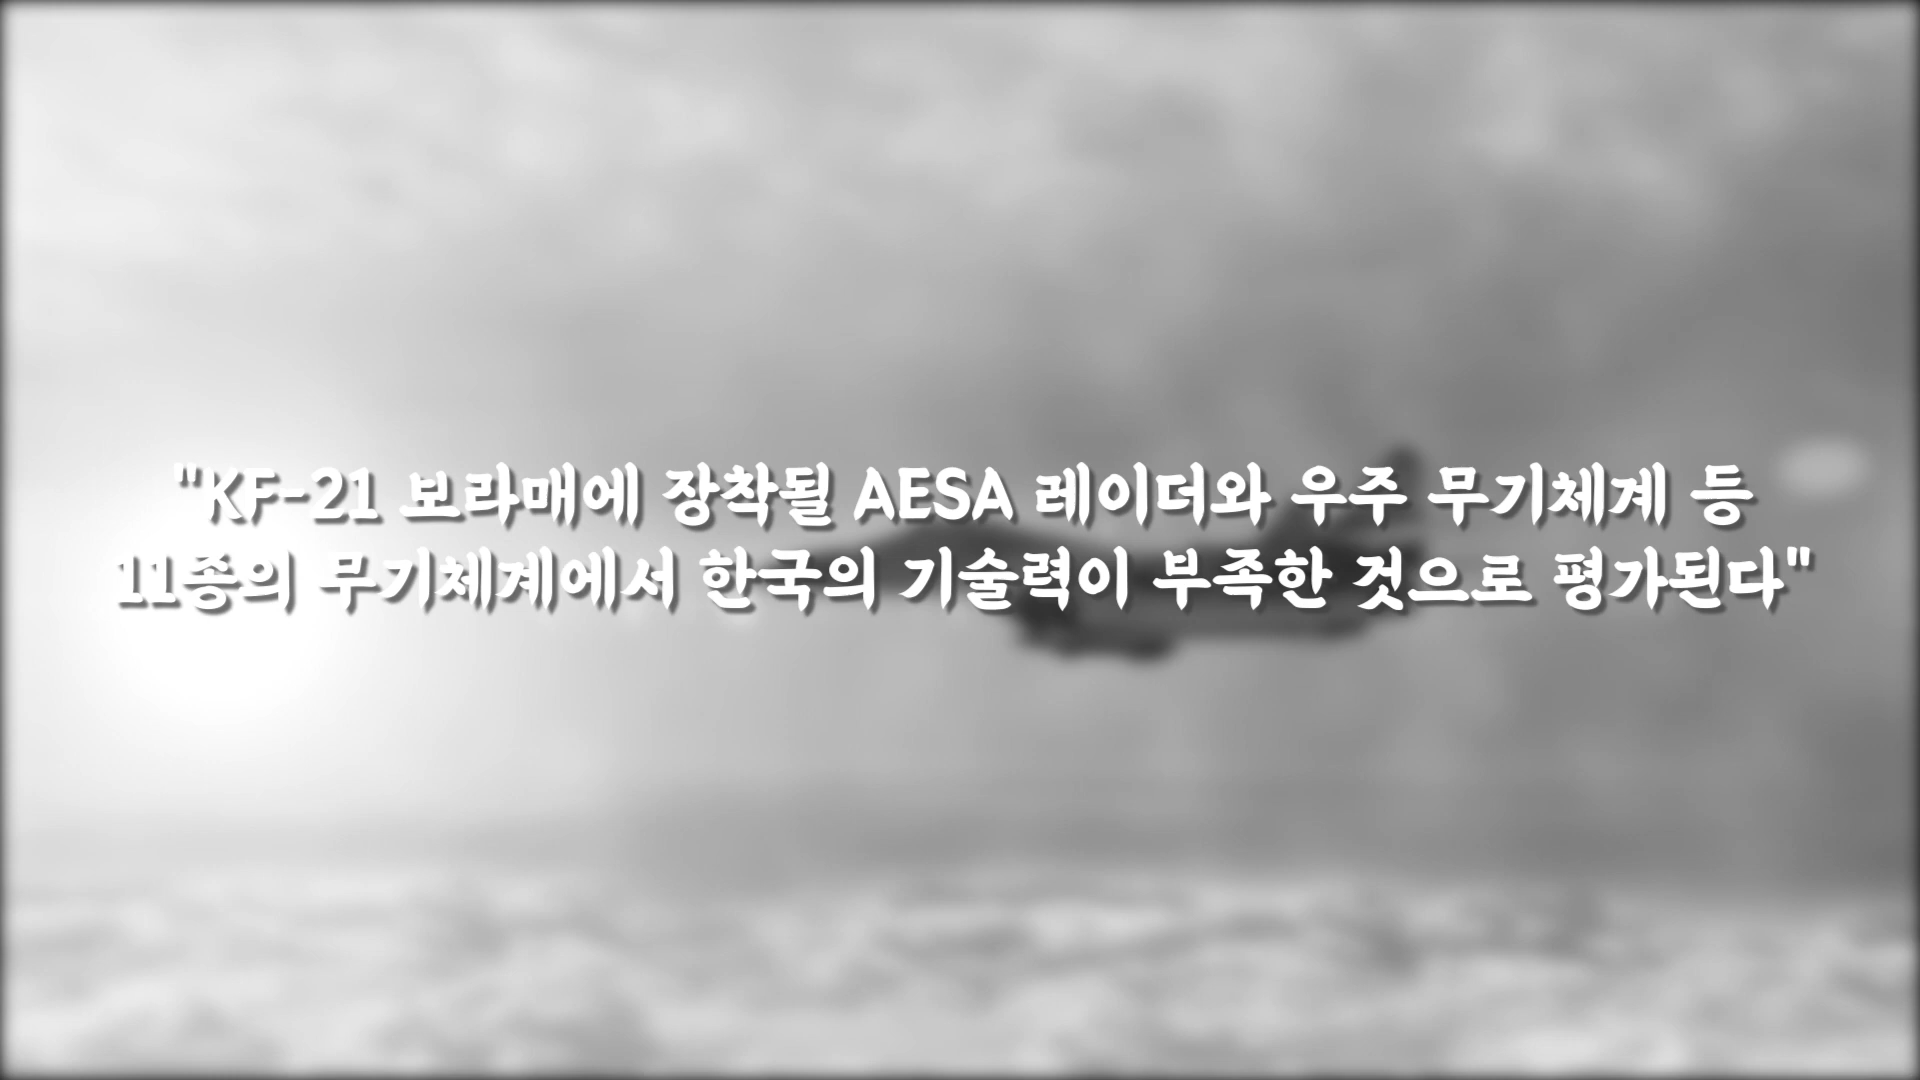 "KF-21 보라매에 장착될 AESA 레이더와 우주 무기체계 등
11종의 무기체계에서 한국의 기술력이 부족한 것으로 평가된다"